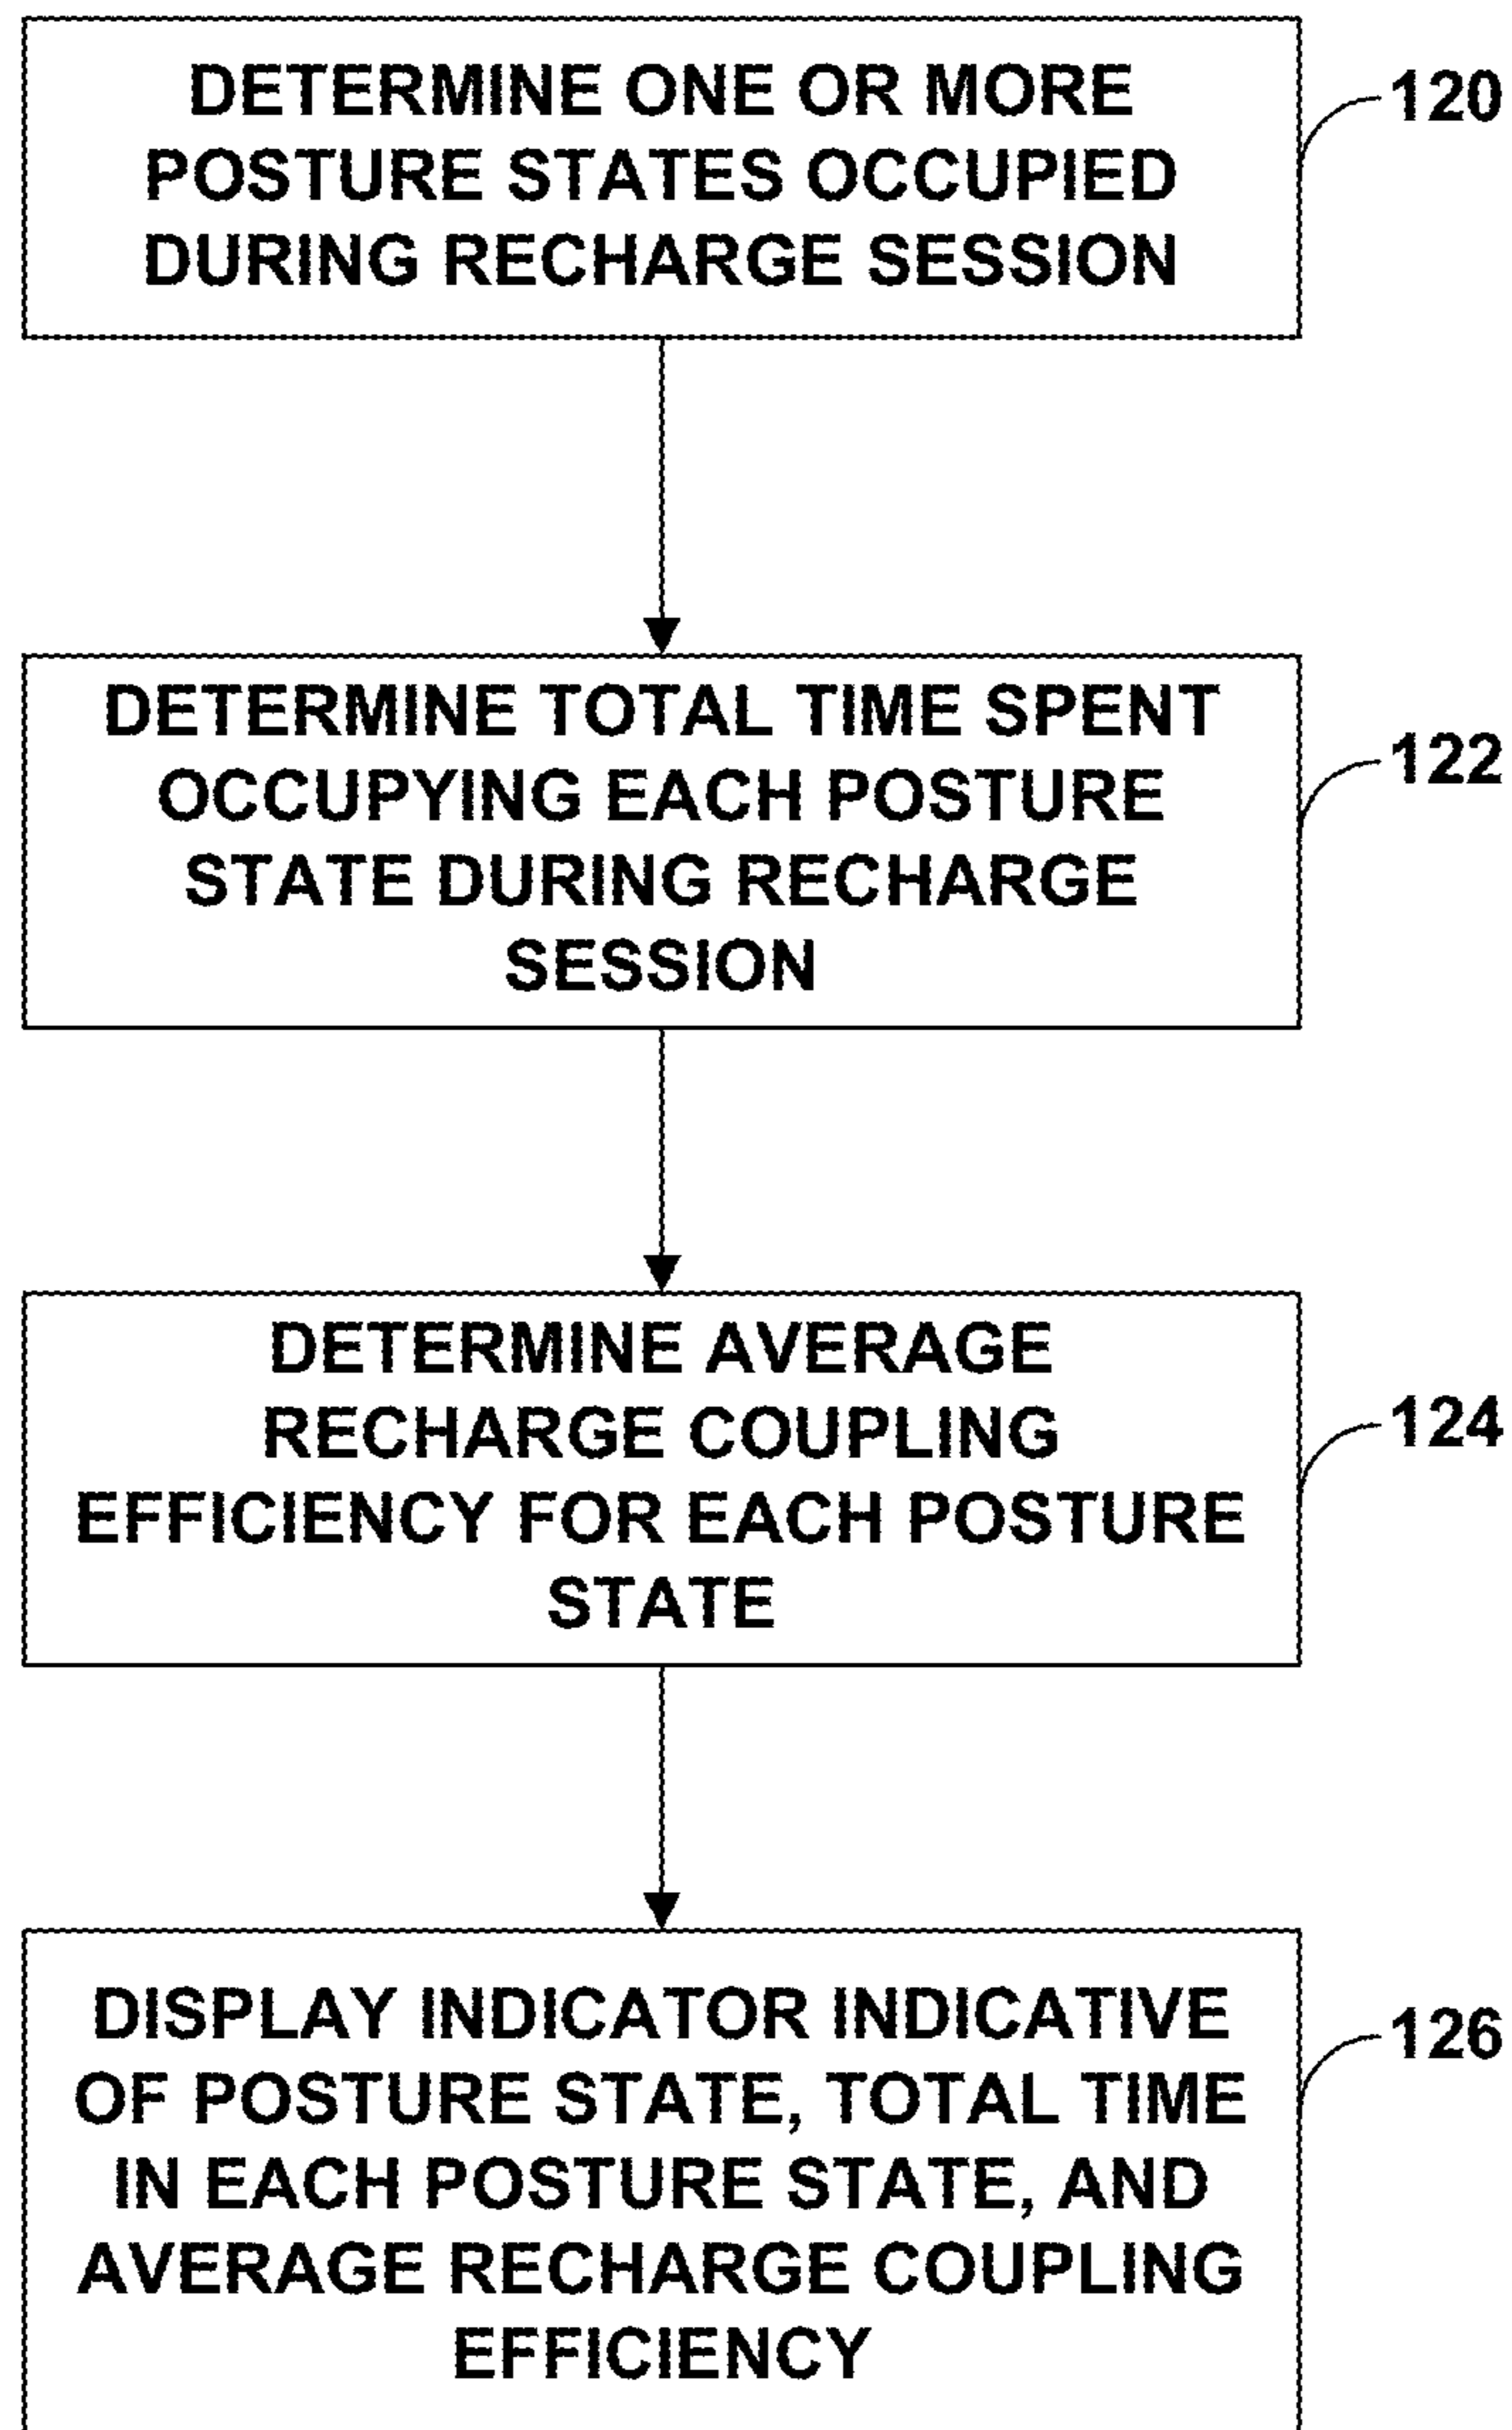 DETERMINE ONE OR MORE
POSTURE STATES OCCUPIED
DURING RECHARGE SESSION
120
DETERMINE TOTAL TIME SPENT
OCCUPYING EACH POSTURE
STATE DURING RECHARGE
SESSION
122
DETERMINE AVERAGE
RECHARGE COUPLING
EFFICIENCY FOR EACH POSTURE
STATE
124
DISPLAY INDICATOR INDICATIVE
OF POSTURE STATE, TOTAL TIME
IN EACH POSTURE STATE, AND
AVERAGE RECHARGE COUPLING
EFFICIENCY
126